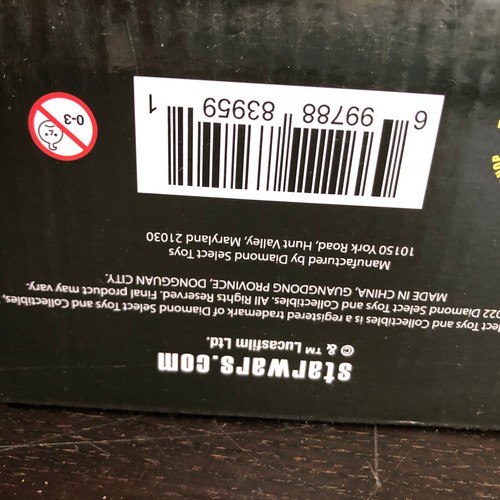 starwars.com
© & ™ Lucasfilm Ltd.
lect Toys and Collectibles is a registered trademark of Diamond Select Toys and Collectibles,
022 Diamond Select Toys and Collectibles. All Rights Reserved. Final product may vary.
MADE IN CHINA, GUANGDONG PROVINCE, DONGGUAN CITY.
Manufactured by Diamond Select Toys
10150 York Road, Hunt Valley, Maryland 21030
6 99788 83959 1
0-3